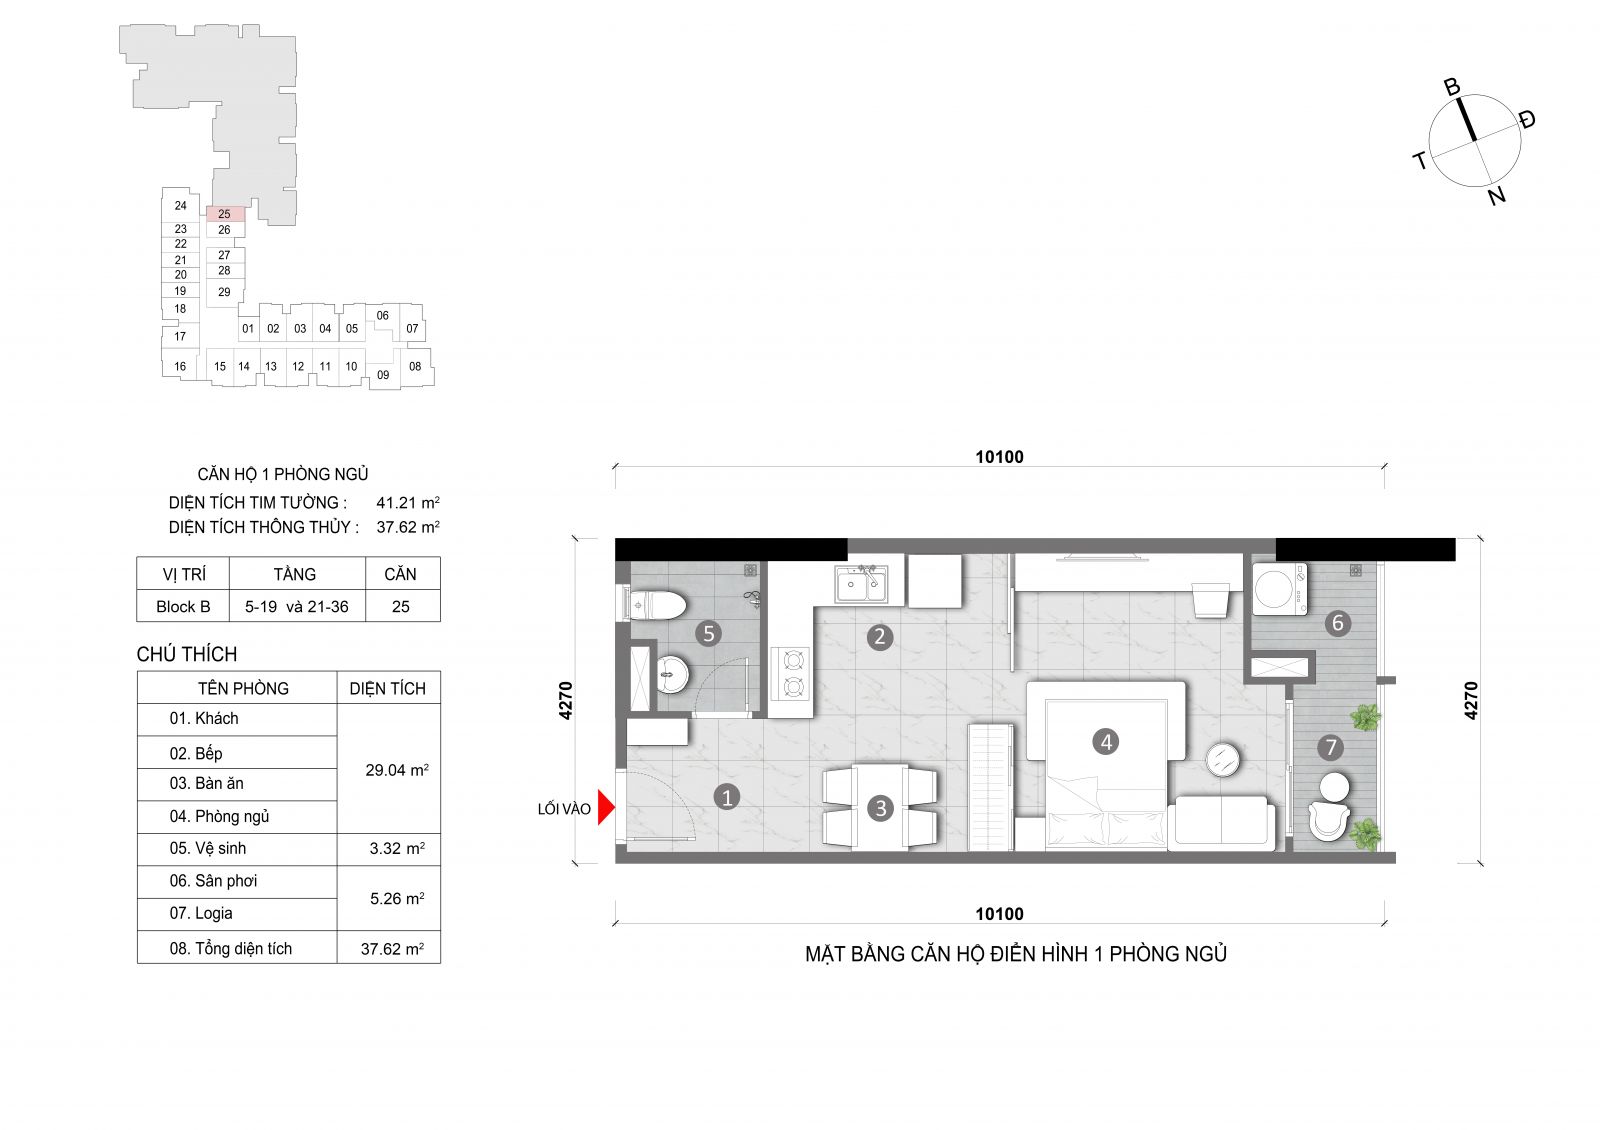 B
Đ
T
N
24
25
23
26
22
27
21
28
20
19
29
18
06
01
02
03
04
05
07
17
16
15
14
13
12
11
10
09
08
CĂN HỘ 1 PHÒNG NGỦ
DIỆN TÍCH TIM TƯỜNG : 41.21 m²
DIỆN TÍCH THÔNG THỦY : 37.62 m²
VỊ TRÍ TẦNG CĂN
Block B 5-19 và 21-36 25
CHÚ THÍCH
TÊN PHÒNG DIỆN TÍCH
01. Khách
02. Bếp
29.04 m²
03. Bàn ăn
04. Phòng ngủ
05. Vệ sinh 3.32 m²
06. Sân phơi
5.26 m²
07. Logia
08. Tổng diện tích 37.62 m²
10100
4270
4270
5
2
6
4
7
1
3
LỐI VÀO
10100
MẶT BẰNG CĂN HỘ ĐIỂN HÌNH 1 PHÒNG NGỦ